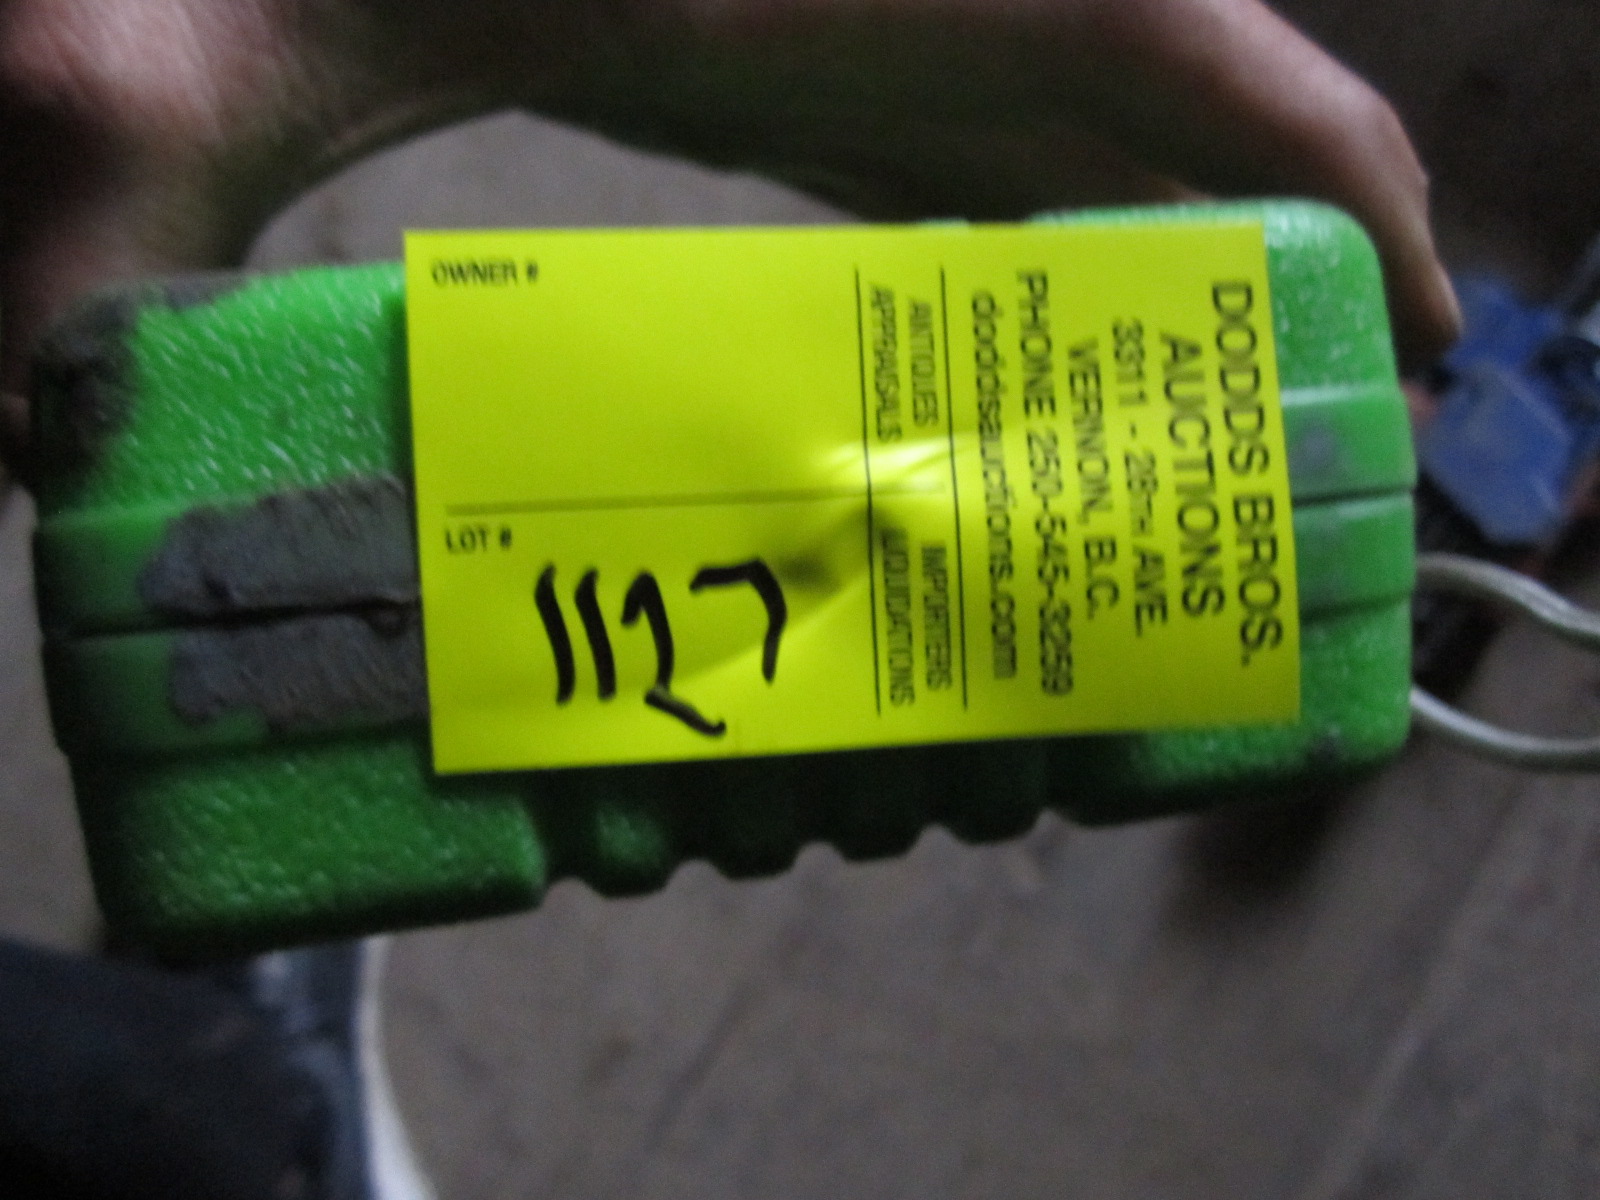 DODDS BROS.
AUCTIONS
3311 - 28TH AVE.
VERNON, B.C.
PHONE 250-545-3259
doddsauctions.com
ANTIQUES IMPORTERS
APPRAISALS LIQUIDATIONS
OWNER #
LOT #
1127